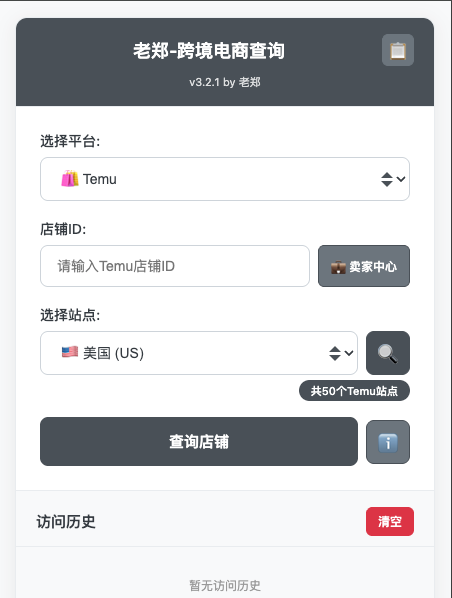 老郑-跨境电商查询
v3.2.1 by 老郑
选择平台:
Temu
店铺ID:
请输入Temu店铺ID
卖家中心
选择站点:
美国 (US)
共50个Temu站点
查询店铺
访问历史
清空
暂无访问历史